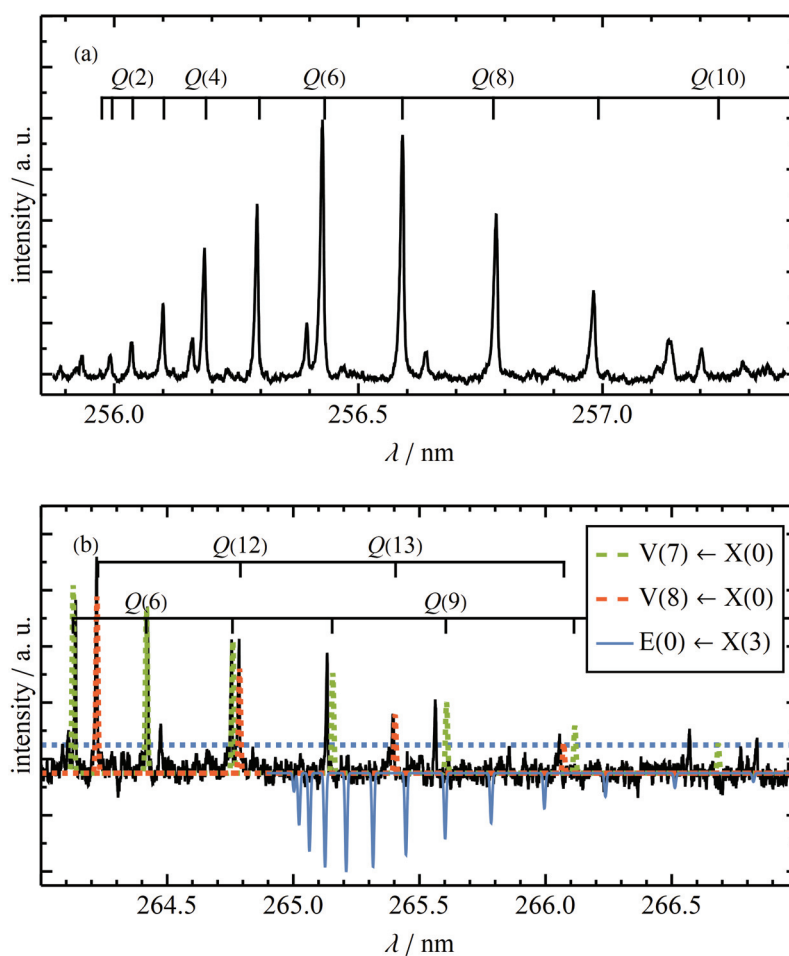 (a)
Q(2) Q(4) Q(6) Q(8) Q(10)
intensity / a. u.
256.0 256.5 257.0
λ / nm
(b)
Q(12) Q(13)
Q(6) Q(9)
V(7) ← X(0)
V(8) ← X(0)
E(0) ← X(3)
intensity / a. u.
264.5 265.0 265.5 266.0 266.5
λ / nm